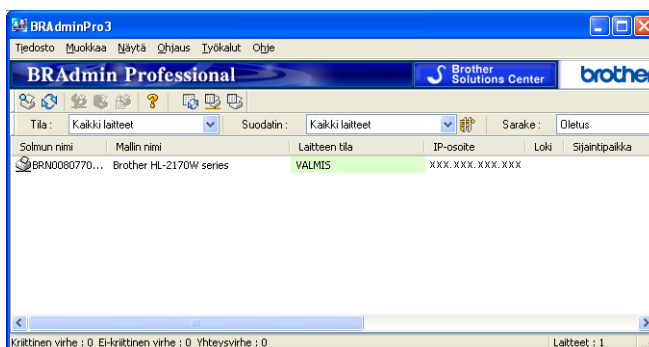 BRAdminPro3
Tiedosto Muokkaa Näytä Ohjaus Työkalut Ohje
BRAdmin Professional Brother Solutions Center brothe
Tila : Kaikki laitteet Suodatin : Kaikki laitteet Sarake : Oletus
Solmun nimi Mallin nimi Laitteen tila IP-osoite Loki Sijaintipaikka
BRN0080770... Brother HL-2170W series VALMIS XXX.XXX.XXX.XXX
Kriittinen virhe : 0 Ei-kriittinen virhe : 0 Yhteysvirhe : 0 Laitteet : 1